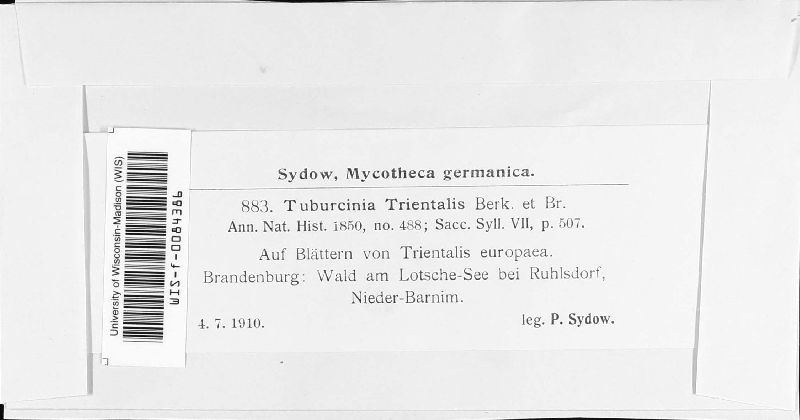 Sydow, Mycotheca germanica.
883. Tuburcinia Trientalis Berk. et Br.
Ann. Nat. Hist. 1850, no. 488; Sacc. Syll. VII, p. 507.
Auf Blättern von Trientalis europaea.
Brandenburg: Wald am Lotsche-See bei Ruhlsdorf,
Nieder-Barnim.
4. 7. 1910. leg. P. Sydow.
University of Wisconsin-Madison (WIS)
WIS-f-0084386